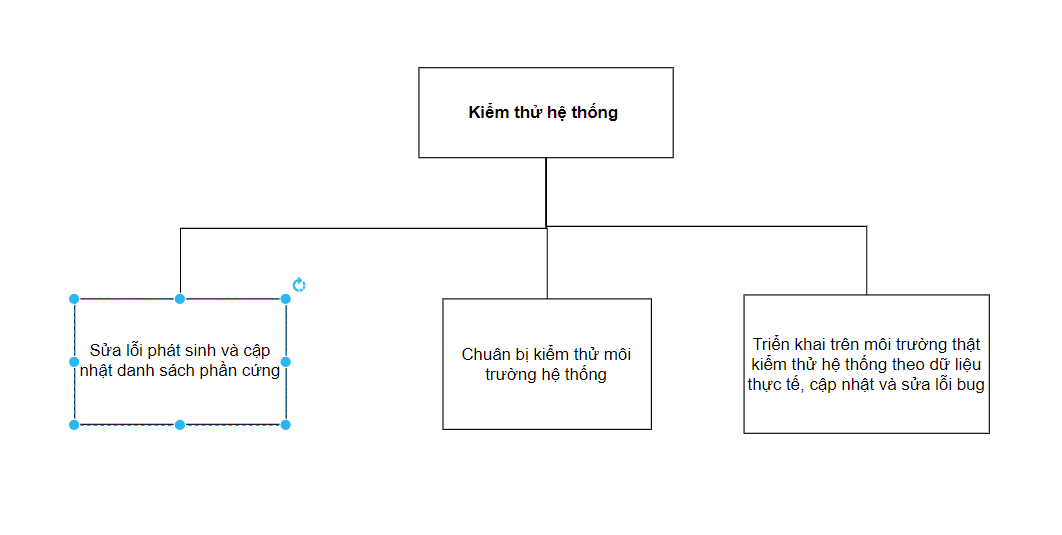 Kiểm thử hệ thống
Sửa lỗi phát sinh và cập
nhật danh sách phần cứng
Chuân bị kiểm thử môi
trường hệ thống
Triển khai trên môi trường thật
kiểm thử hệ thống theo dữ liệu
thực tế, cập nhật và sửa lỗi bug